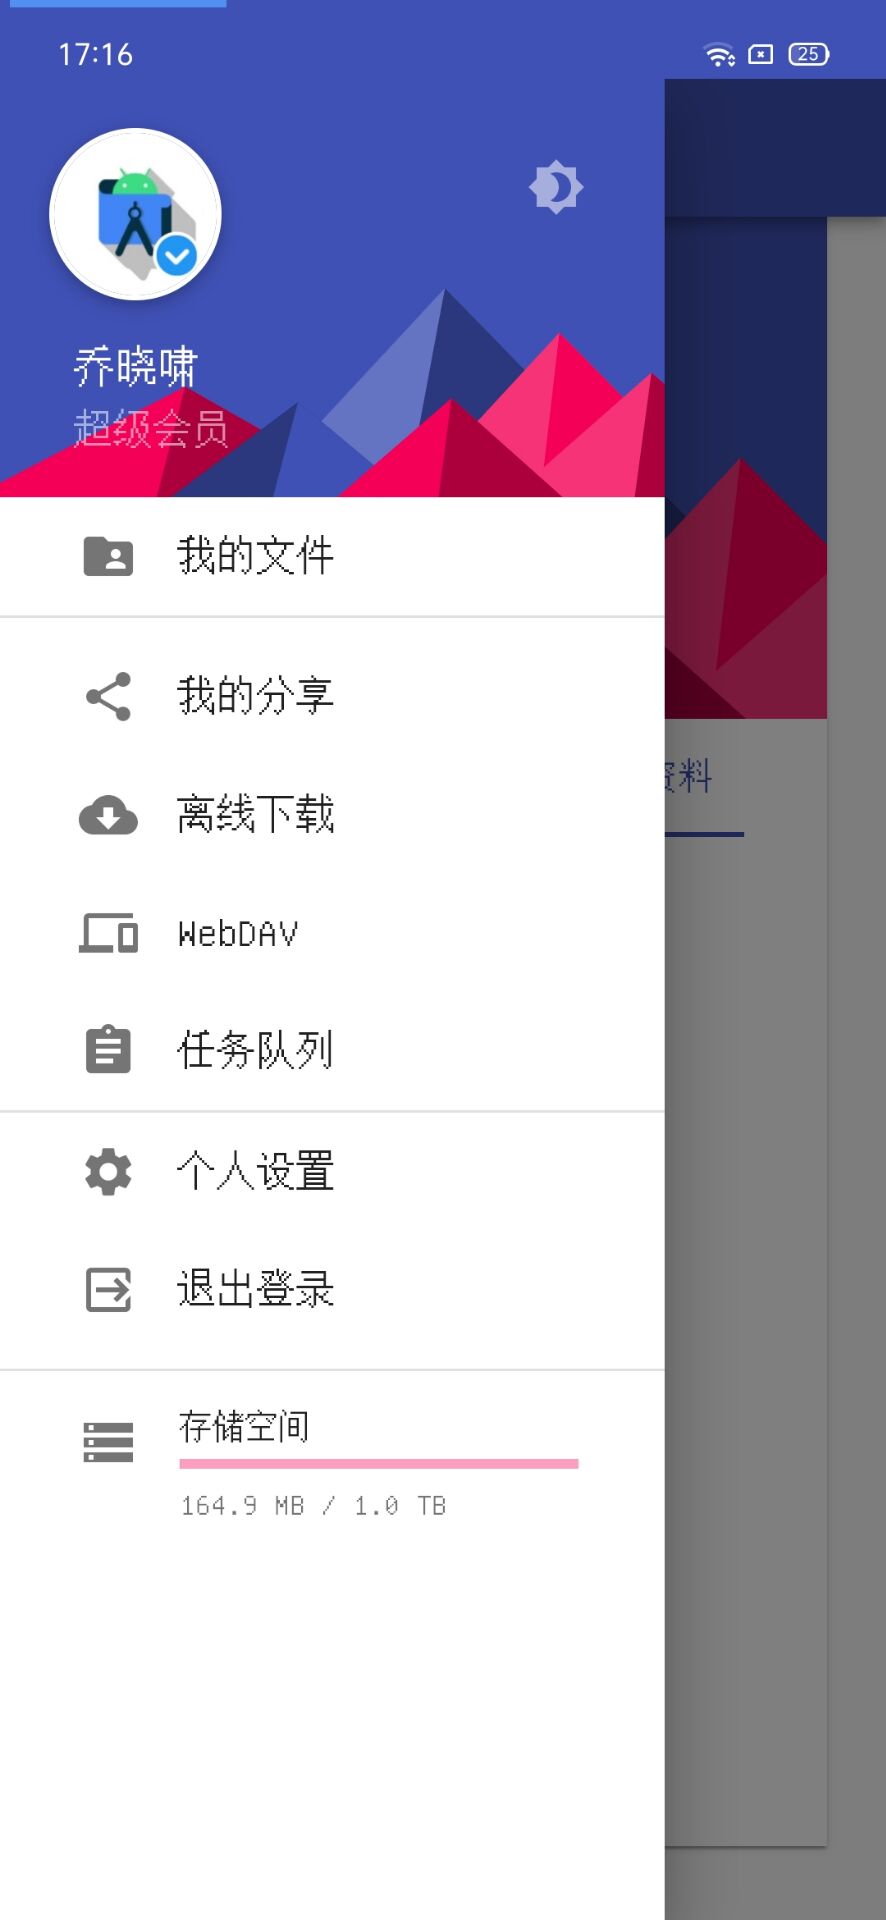 17:16
25
乔晓啸
超级会员
我的文件
我的分享
资料
离线下载
WebDAV
任务队列
个人设置
退出登录
存储空间
164.9 MB / 1.0 TB